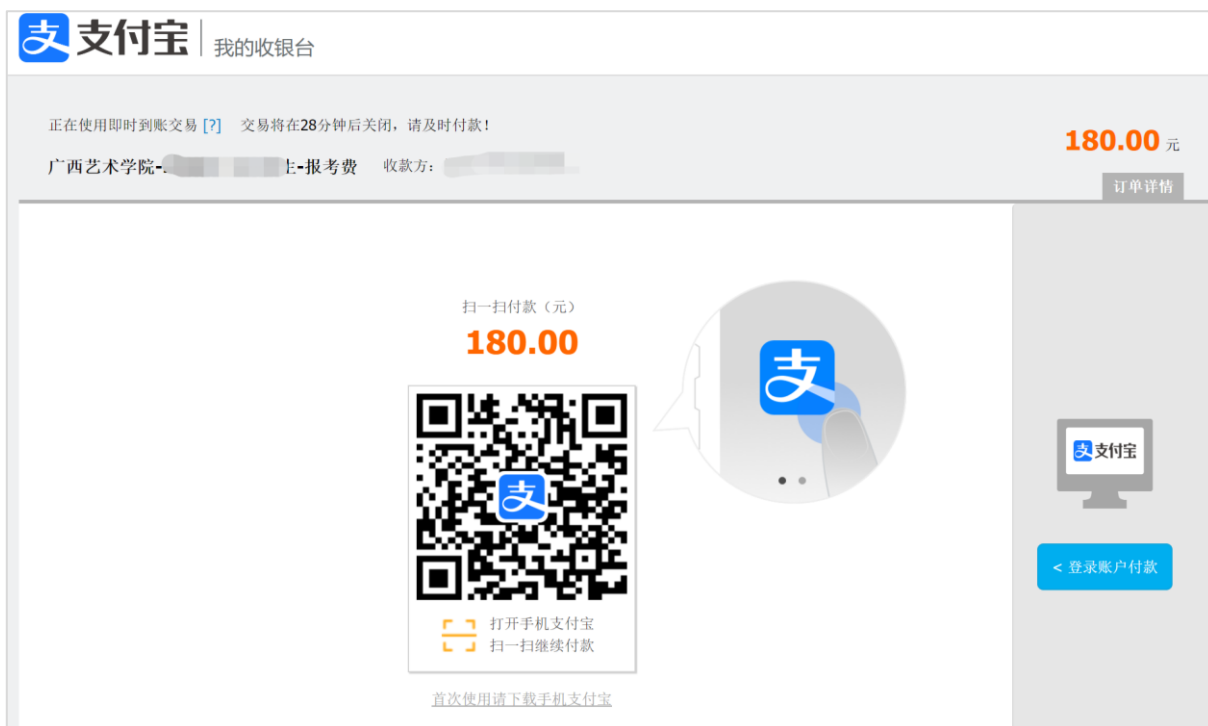 支 支付宝 我的收银台
正在使用即时到账交易 [?] 交易将在28分钟后关闭，请及时付款！
180.00 元
广西艺术学院- 生-报考费 收款方：
订单详情
扫一扫付款（元）
180.00
支
支
支 支付宝
打开手机支付宝
扫一扫继续付款
< 登录账户付款
首次使用请下载手机支付宝